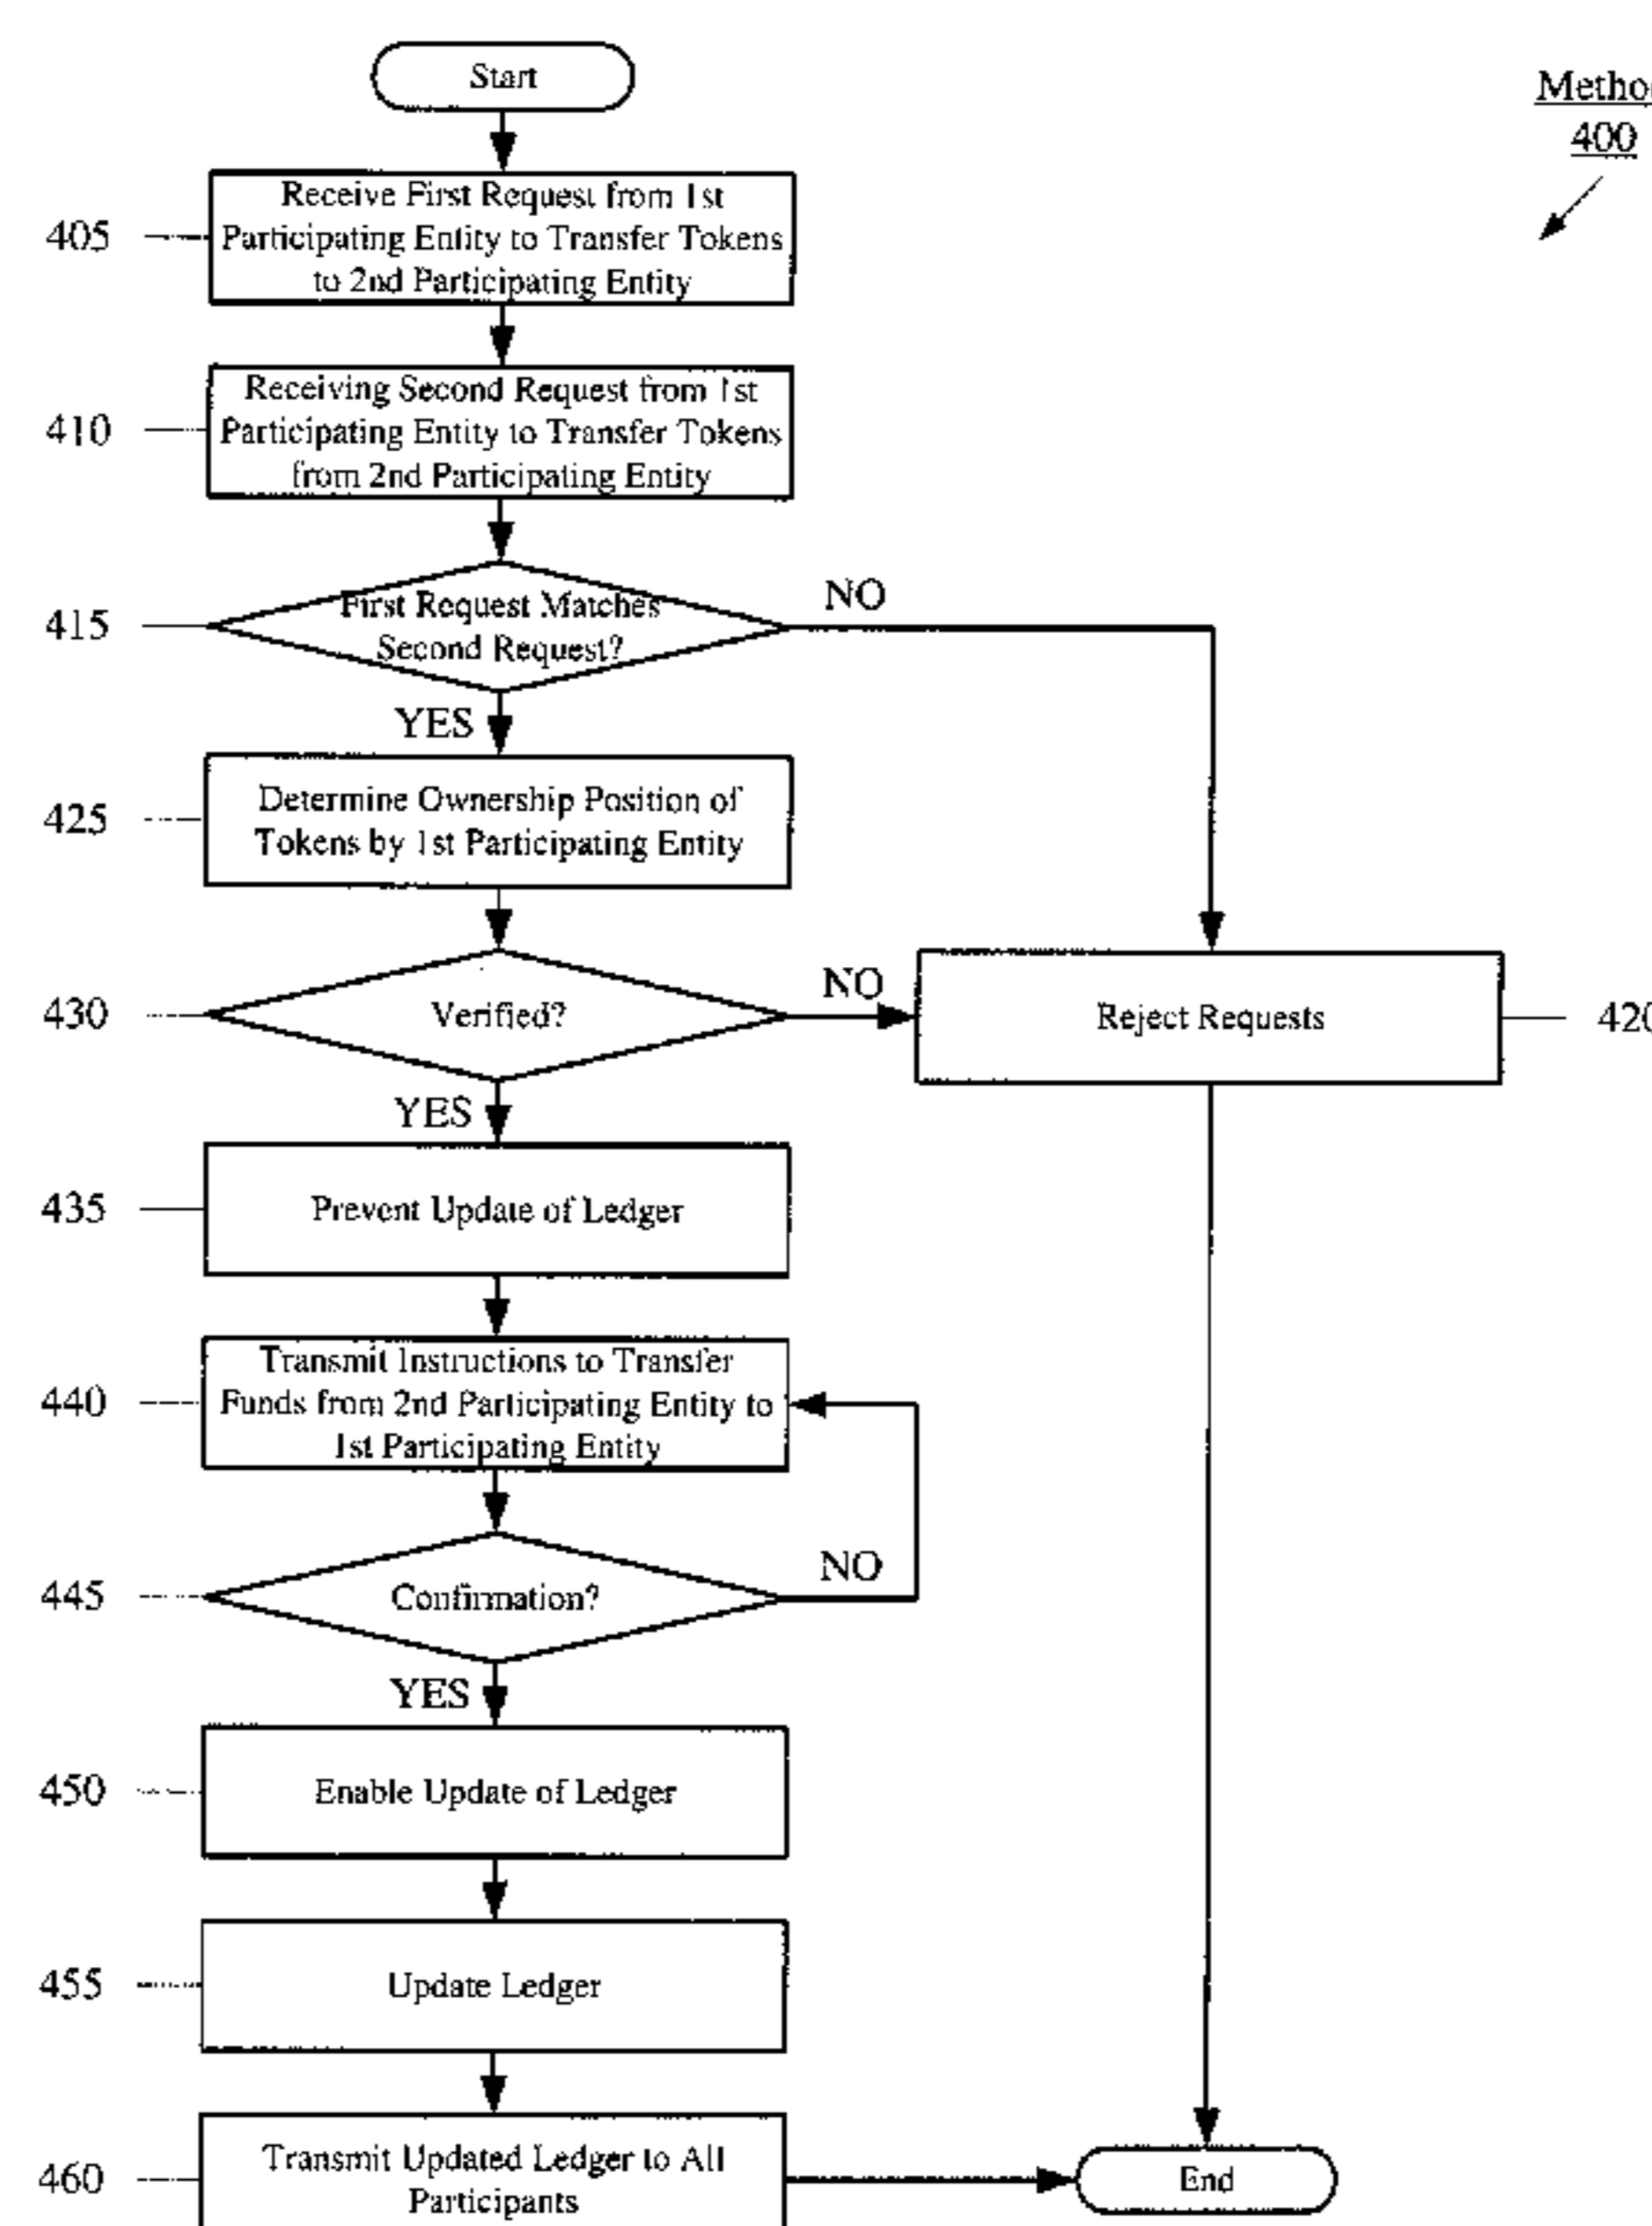 Start
Method
400
405
Receive First Request from 1st
Participating Entity to Transfer Tokens
to 2nd Participating Entity
410
Receiving Second Request from 1st
Participating Entity to Transfer Tokens
from 2nd Participating Entity
415
First Request Matches
Second Request?
NO
YES
425
Determine Ownership Position of
Tokens by 1st Participating Entity
430
Verified?
NO
Reject Requests
420
YES
435
Prevent Update of Ledger
440
Transmit Instructions to Transfer
Funds from 2nd Participating Entity to
1st Participating Entity
445
Confirmation?
NO
YES
450
Enable Update of Ledger
455
Update Ledger
460
Transmit Updated Ledger to All
Participants
End